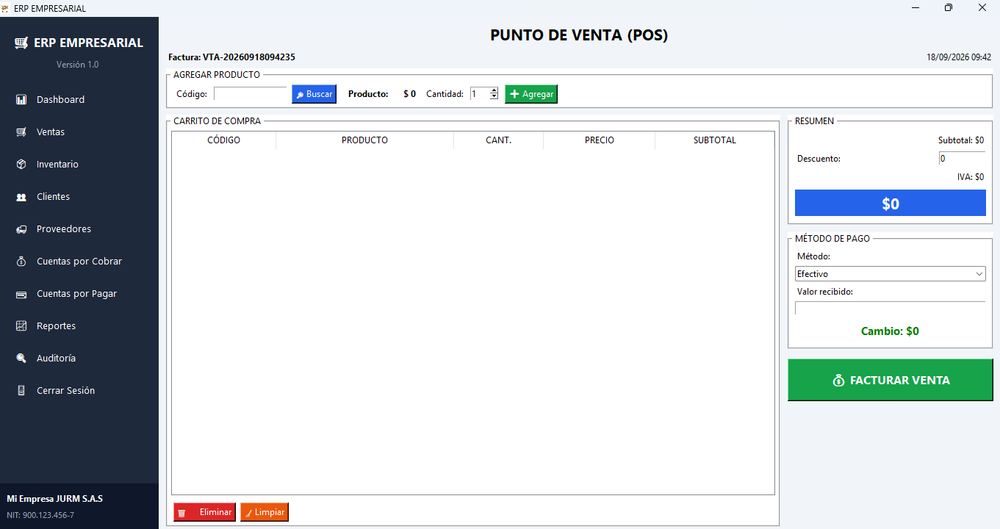 ERP EMPRESARIAL
ERP EMPRESARIAL
Versión 1.0
Dashboard
Ventas
Inventario
Clientes
Proveedores
Cuentas por Cobrar
Cuentas por Pagar
Reportes
Auditoría
Cerrar Sesión
Mi Empresa JURM S.A.S
NIT: 900.123.456-7
PUNTO DE VENTA (POS)
Factura: VTA-20260918094235
18/09/2026 09:42
AGREGAR PRODUCTO
Código: Buscar Producto: $ 0 Cantidad: 1 Agregar
CARRITO DE COMPRA
CÓDIGO PRODUCTO CANT. PRECIO SUBTOTAL
Eliminar Limpiar
RESUMEN
Subtotal: $0
Descuento: 0
IVA: $0
$0
MÉTODO DE PAGO
Método:
Efectivo
Valor recibido:
Cambio: $0
FACTURAR VENTA